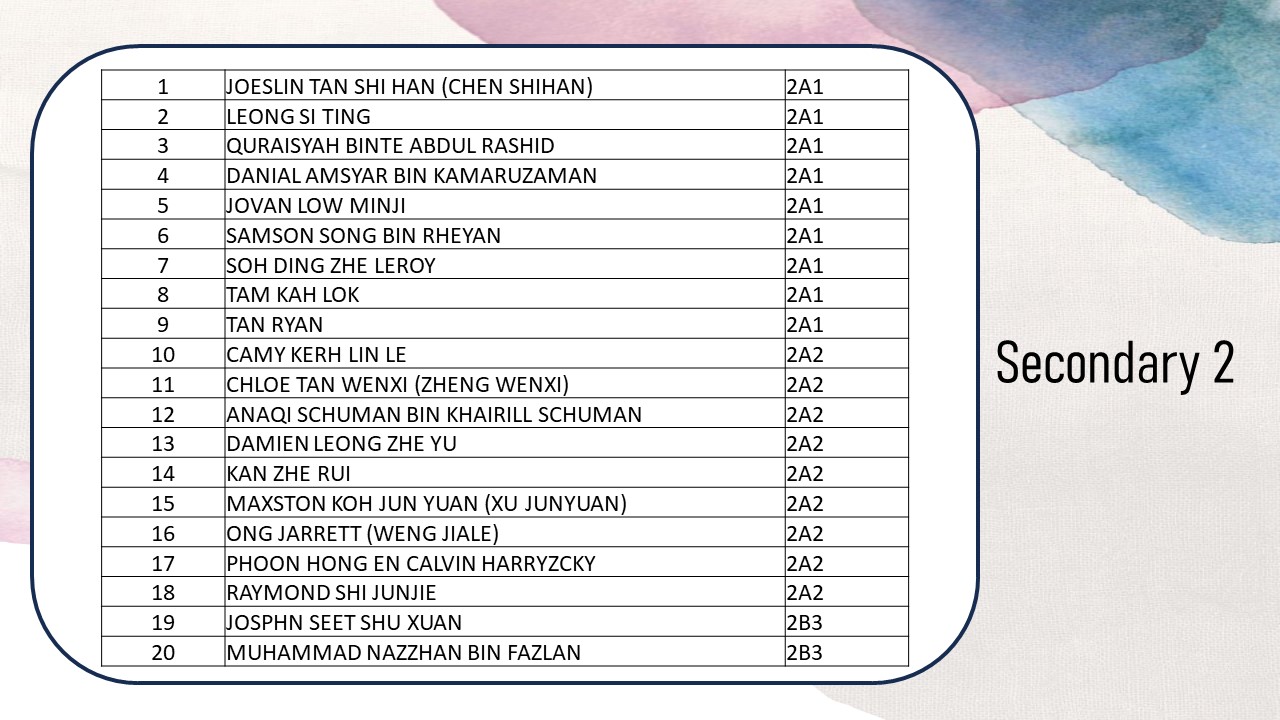 1 JOESLIN TAN SHI HAN (CHEN SHIHAN) 2A1
2 LEONG SI TING 2A1
3 QURAISYAH BINTE ABDUL RASHID 2A1
4 DANIAL AMSYAR BIN KAMARUZAMAN 2A1
5 JOVAN LOW MINJI 2A1
6 SAMSON SONG BIN RHEYAN 2A1
7 SOH DING ZHE LEROY 2A1
8 TAM KAH LOK 2A1
9 TAN RYAN 2A1
10 CAMY KERH LIN LE 2A2
11 CHLOE TAN WENXI (ZHENG WENXI) 2A2
12 ANAQI SCHUMAN BIN KHAIRILL SCHUMAN 2A2
13 DAMIEN LEONG ZHE YU 2A2
14 KAN ZHE RUI 2A2
15 MAXSTON KOH JUN YUAN (XU JUNYUAN) 2A2
16 ONG JARRETT (WENG JIALE) 2A2
17 PHOON HONG EN CALVIN HARRYZCKY 2A2
18 RAYMOND SHI JUNJIE 2A2
19 JOSPHN SEET SHU XUAN 2B3
20 MUHAMMAD NAZZHAN BIN FAZLAN 2B3
Secondary 2